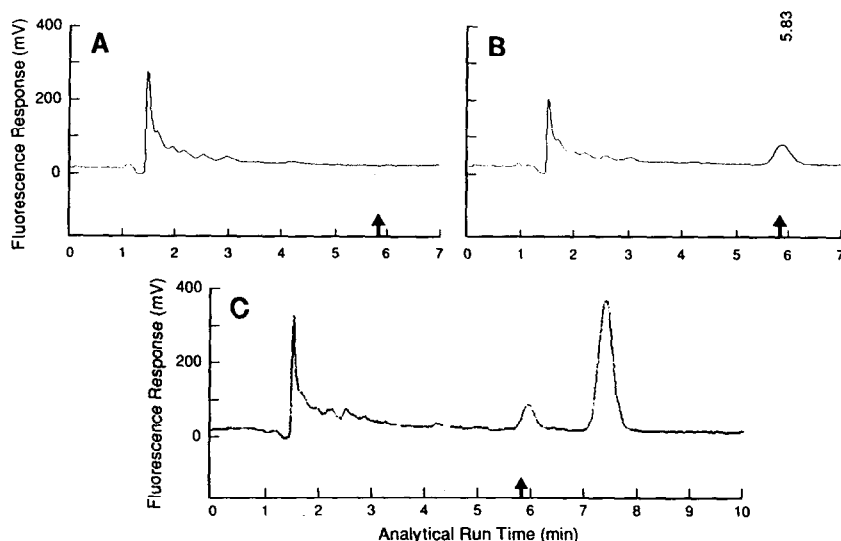 A
B
5.83
Fluorescence Response (mV)
400
200
0
0 1 2 3 4 5 6 7
0 1 2 3 4 5 6 7
C
Fluorescence Response (mV)
400
200
0
0 1 2 3 4 5 6 7 8 9 10
Analytical Run Time (min)